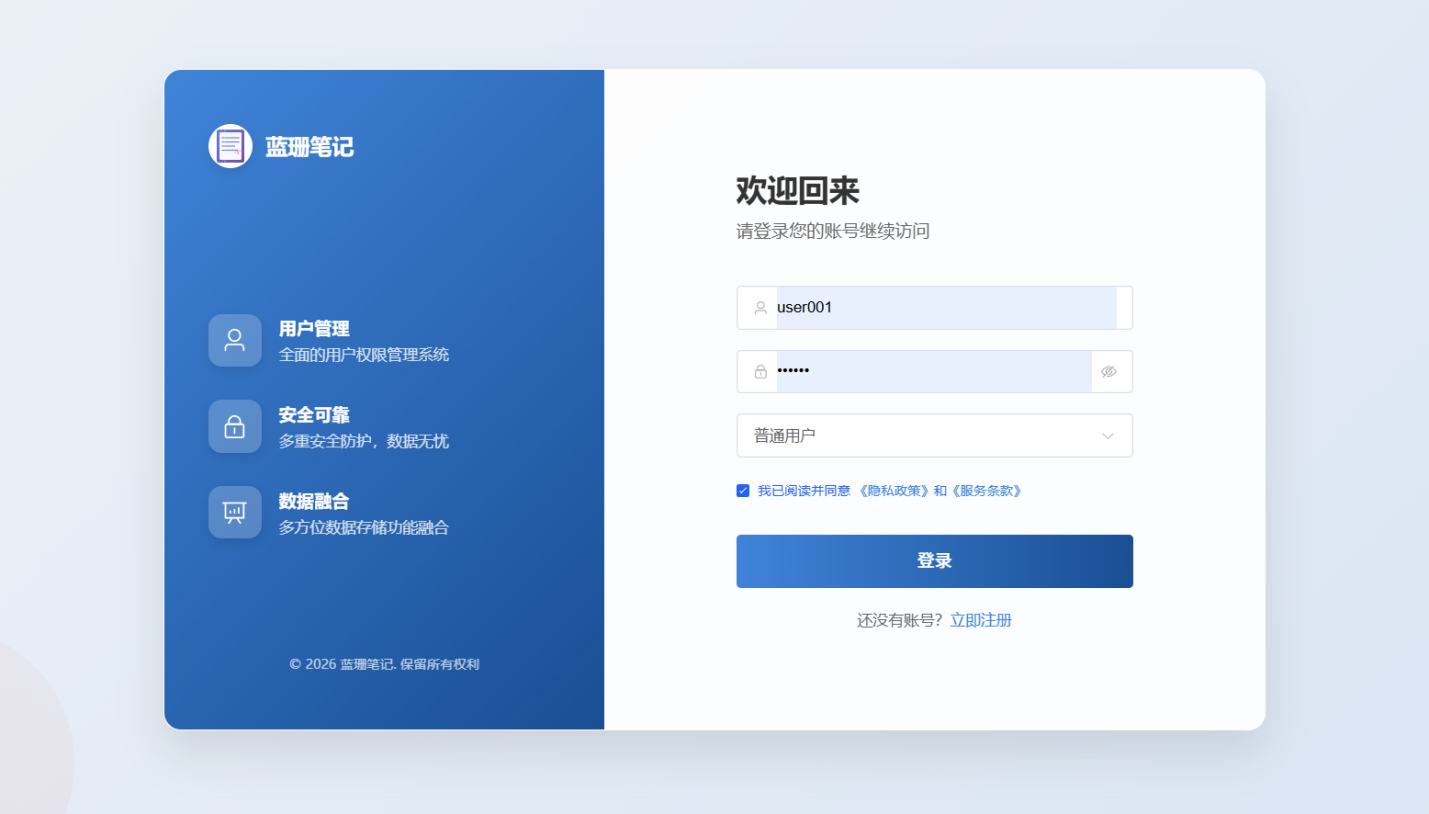 蓝珊笔记
用户管理
全面的用户权限管理系统
安全可靠
多重安全防护，数据无忧
数据融合
多方位数据存储功能融合
© 2026 蓝珊笔记. 保留所有权利
欢迎回来
请登录您的账号继续访问
user001
••••••
普通用户
我已阅读并同意 《隐私政策》和《服务条款》
登录
还没有账号? 立即注册